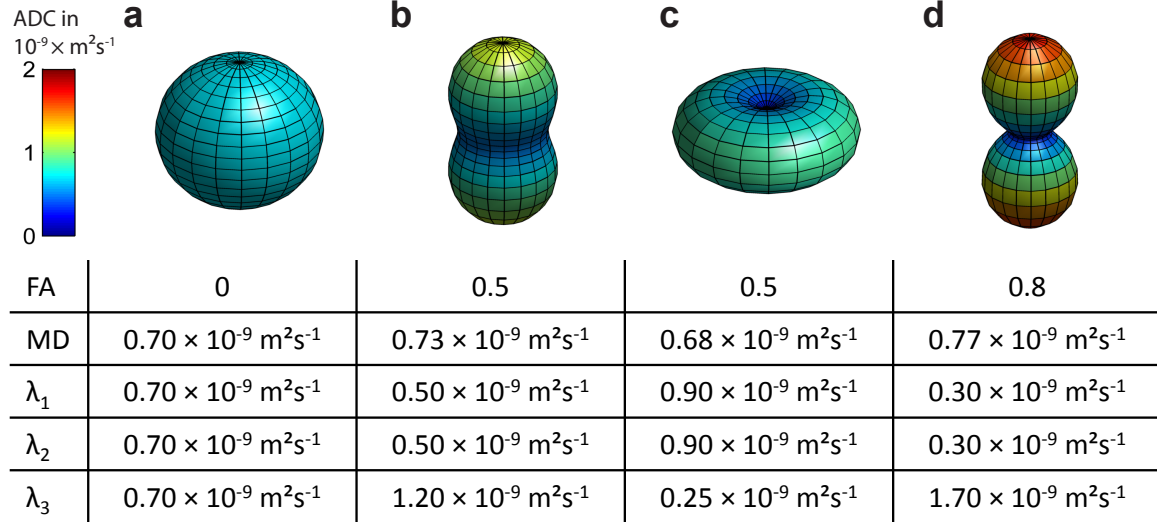 ADC in
10⁻⁹ × m²s⁻¹
a b c d
2
1
0
FA 0 0.5 0.5 0.8
MD 0.70 × 10⁻⁹ m²s⁻¹ 0.73 × 10⁻⁹ m²s⁻¹ 0.68 × 10⁻⁹ m²s⁻¹ 0.77 × 10⁻⁹ m²s⁻¹
λ₁ 0.70 × 10⁻⁹ m²s⁻¹ 0.50 × 10⁻⁹ m²s⁻¹ 0.90 × 10⁻⁹ m²s⁻¹ 0.30 × 10⁻⁹ m²s⁻¹
λ₂ 0.70 × 10⁻⁹ m²s⁻¹ 0.50 × 10⁻⁹ m²s⁻¹ 0.90 × 10⁻⁹ m²s⁻¹ 0.30 × 10⁻⁹ m²s⁻¹
λ₃ 0.70 × 10⁻⁹ m²s⁻¹ 1.20 × 10⁻⁹ m²s⁻¹ 0.25 × 10⁻⁹ m²s⁻¹ 1.70 × 10⁻⁹ m²s⁻¹